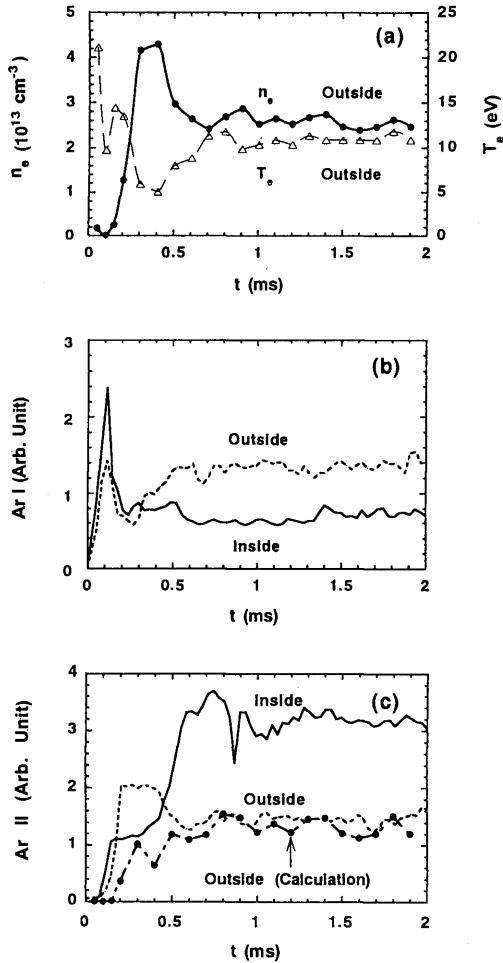 (a)
5
4
3
2
1
0
n_e (10^13 cm^-3)
25
20
15
10
5
0
T_e (eV)
n_e Outside
T_e Outside
0 0.5 1 1.5 2
t (ms)
(b)
3
2
1
0
Ar I (Arb. Unit)
Outside
Inside
0 0.5 1 1.5 2
t (ms)
(c)
4
3
2
1
0
Ar II (Arb. Unit)
Inside
Outside
Outside (Calculation)
0 0.5 1 1.5 2
t (ms)